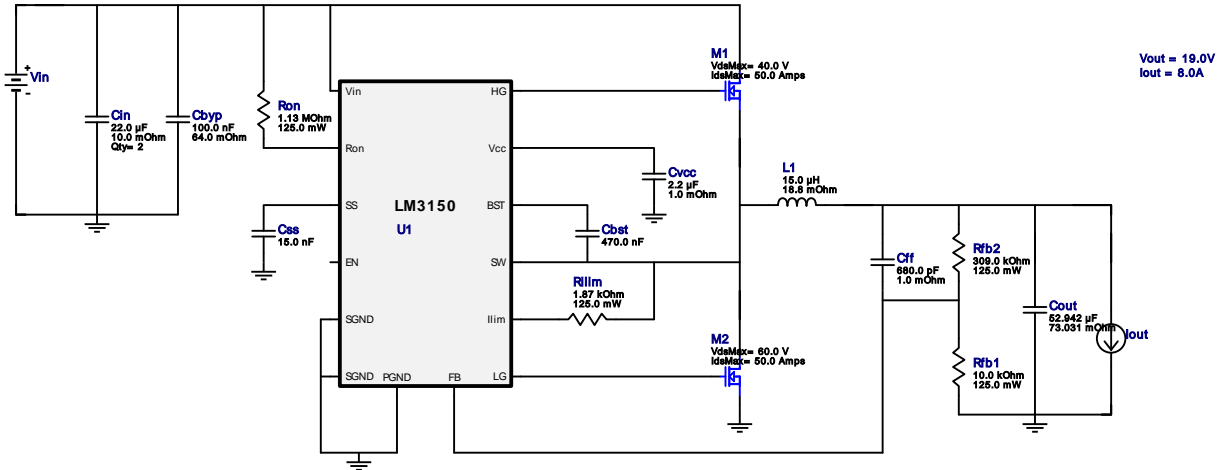 +
Vin
-
Cin
22.0 µF
10.0 mOhm
Qty= 2
Cbyp
100.0 nF
64.0 mOhm
Ron
1.13 MOhm
125.0 mW
Css
15.0 nF
Vin
Ron
SS
EN
SGND
SGND
PGND
FB
LM3150
U1
HG
Vcc
BST
SW
Ilim
LG
Cvcc
2.2 µF
1.0 mOhm
Cbst
470.0 nF
RIlim
1.87 kOhm
125.0 mW
M1
VdsMax= 40.0 V
IdsMax= 50.0 Amps
M2
VdsMax= 60.0 V
IdsMax= 50.0 Amps
L1
15.0 µH
18.8 mOhm
Cff
680.0 pF
1.0 mOhm
Rfb2
309.0 kOhm
125.0 mW
Rfb1
10.0 kOhm
125.0 mW
Cout
52.942 µF
73.031 mOhm
Iout
Vout = 19.0V
Iout = 8.0A